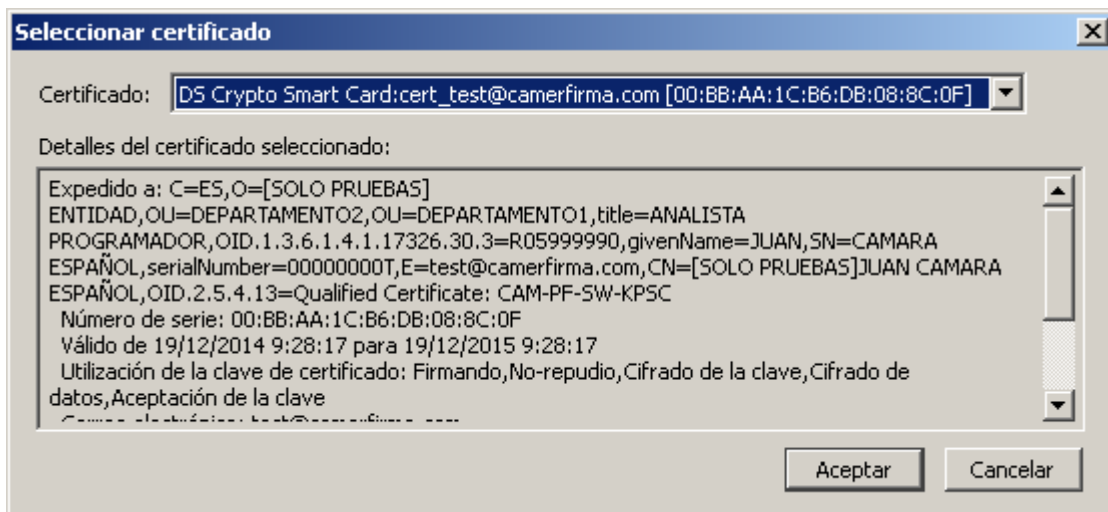 Seleccionar certificado
Certificado: DS Crypto Smart Card:cert_test@camerfirma.com [00:BB:AA:1C:B6:DB:08:8C:0F]
Detalles del certificado seleccionado:
Expedido a: C=ES,O=[SOLO PRUEBAS]
ENTIDAD,OU=DEPARTAMENTO2,OU=DEPARTAMENTO1,title=ANALISTA
PROGRAMADOR,OID.1.3.6.1.4.1.17326.30.3=R05999990,givenName=JUAN,SN=CAMARA
ESPAÑOL,serialNumber=00000000T,E=test@camerfirma.com,CN=[SOLO PRUEBAS]JUAN CAMARA
ESPAÑOL,OID.2.5.4.13=Qualified Certificate: CAM-PF-SW-KPSC
Número de serie: 00:BB:AA:1C:B6:DB:08:8C:0F
Válido de 19/12/2014 9:28:17 para 19/12/2015 9:28:17
Utilización de la clave de certificado: Firmando,No-repudio,Cifrado de la clave,Cifrado de
datos,Aceptación de la clave
Correo electrónico: test@camerfirma.com
Aceptar Cancelar